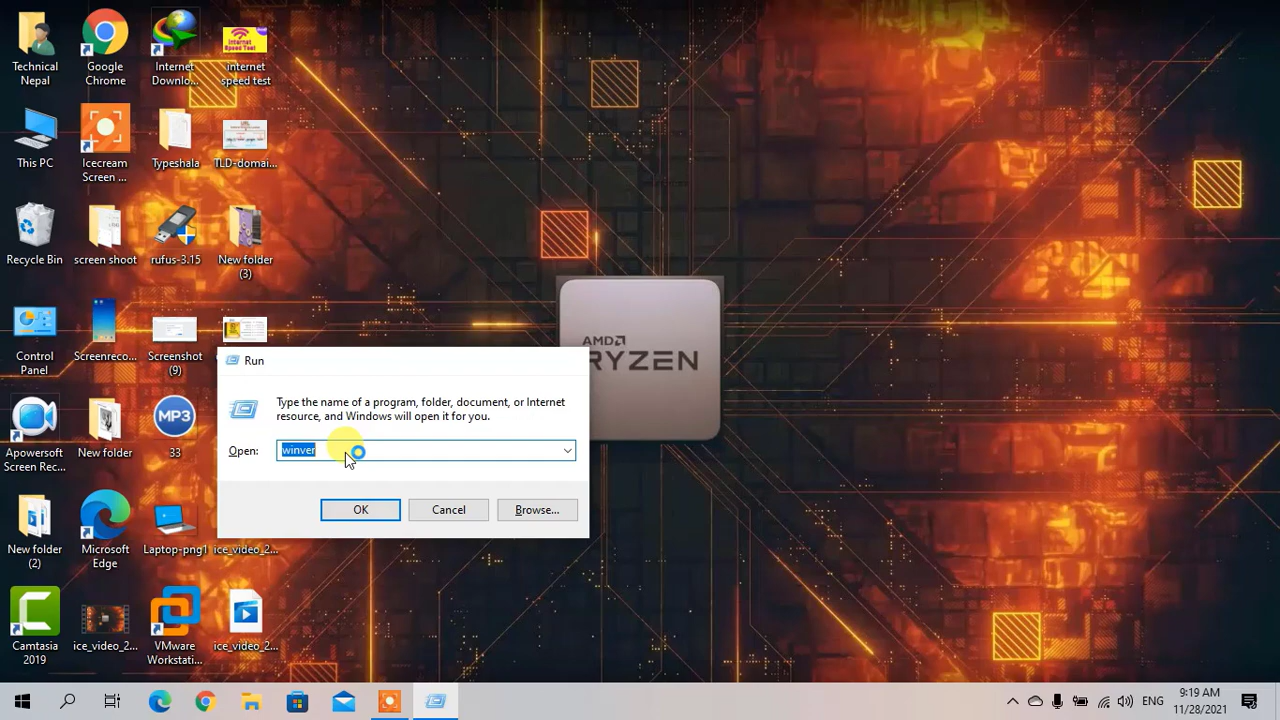 Technical
Nepal
Google
Chrome
Internet
Downlo...
Internet
Speed Test
internet
speed test
This PC
Icecream
Screen ...
Typeshala
TLD-domai...
Recycle Bin
screen shoot
rufus-3.15
New folder
(3)
Control
Panel
Screenreco...
Screenshot
(9)
AMD
RYZEN
Run
Type the name of a program, folder, document, or Internet
resource, and Windows will open it for you.
Open:
winver
OK
Cancel
Browse...
Apowersoft
Screen Rec...
New folder
MP3
33
New folder
(2)
Microsoft
Edge
Laptop-png1
ice_video_2...
Camtasia
2019
ice_video_2...
VMware
Workstati...
ice_video_2...
ENG
9:19 AM
11/28/2021